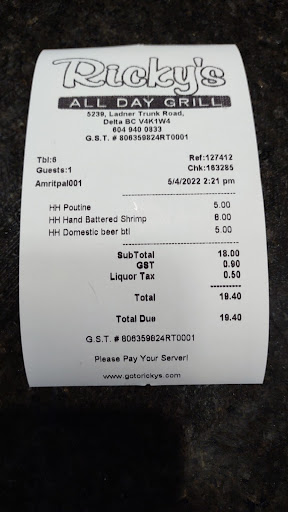 Ricky's
ALL DAY GRILL
5239, Ladner Trunk Road,
Delta BC V4K1W4
604 940 0833
G.S.T. # 806359824RT0001
Tbl:6 Ref:127412
Guests:1 Chk:163285
Amritpal001 5/4/2022 2:21 pm
HH Poutine 5.00
HH Hand Battered Shrimp 8.00
HH Domestic beer btl 5.00
SubTotal 18.00
GST 0.90
Liquor Tax 0.50
Total 19.40
Total Due 19.40
G.S.T. # 806359824RT0001
Please Pay Your Server!
www.gotorickys.com